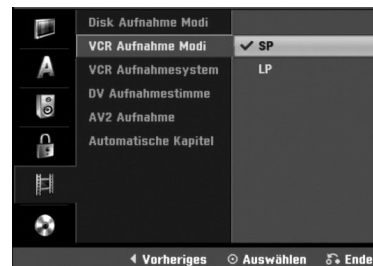 Disk Aufnahme Modi
VCR Aufnahme Modi
✓ SP
VCR Aufnahmesystem
LP
DV Aufnahmestimme
AV2 Aufnahme
Automatische Kapitel
A
Vorheriges Auswählen Ende